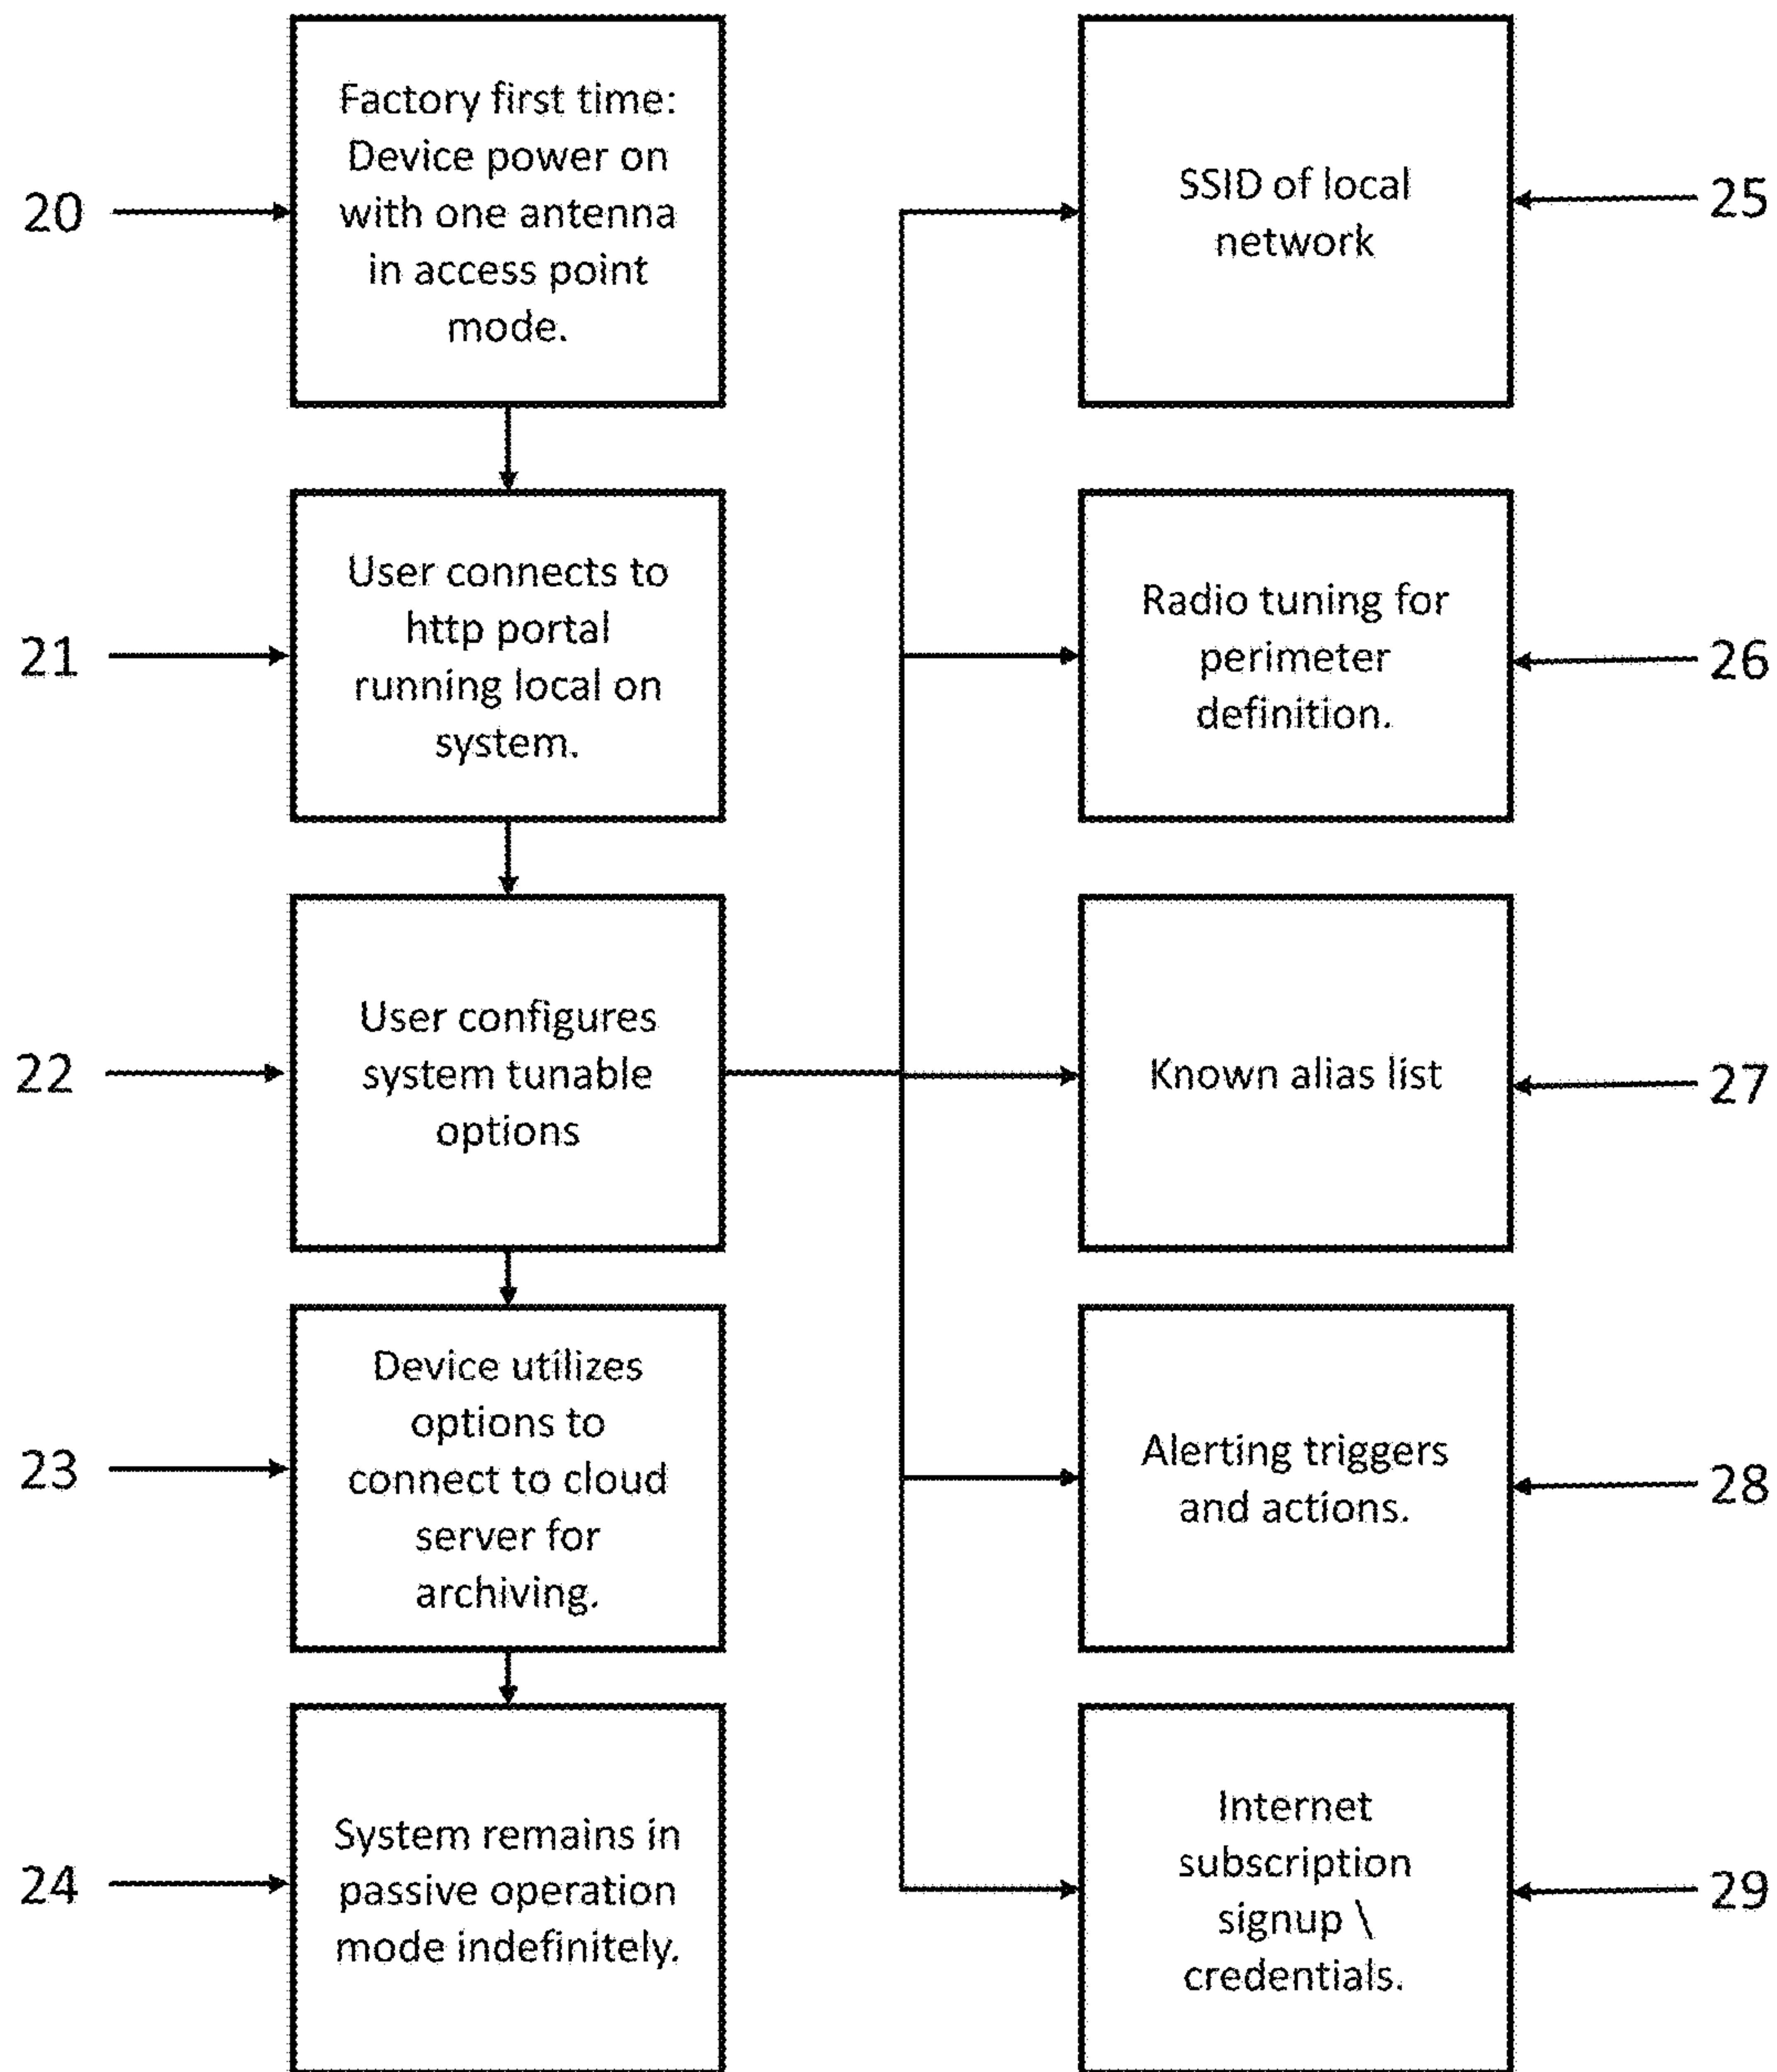 20
Factory first time:
Device power on
with one antenna
in access point
mode.
21
User connects to
http portal
running local on
system.
22
User configures
system tunable
options
23
Device utilizes
options to
connect to cloud
server for
archiving.
24
System remains in
passive operation
mode indefinitely.
SSID of local
network
25
Radio tuning for
perimeter
definition.
26
Known alias list
27
Alerting triggers
and actions.
28
Internet
subscription
signup \
credentials.
29